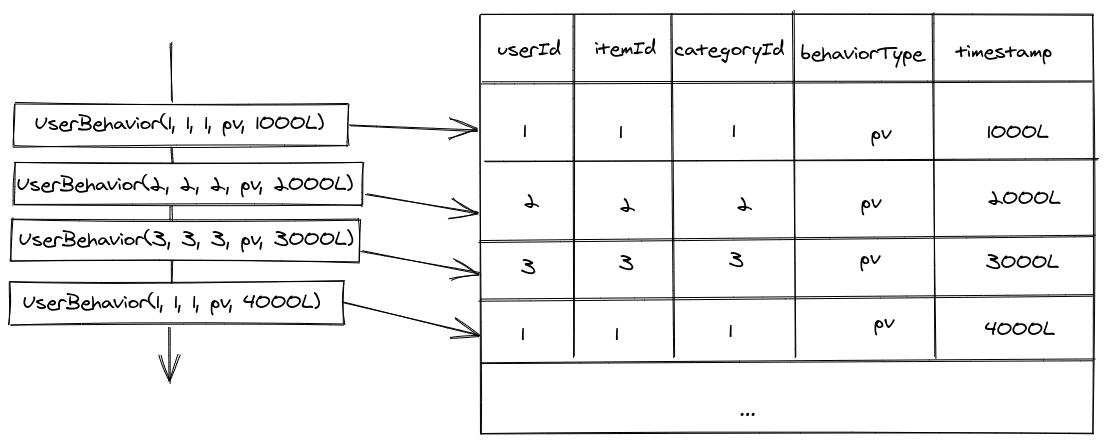 userId itemId categoryId behaviorType timestamp
UserBehavior(1, 1, 1, pv, 1000L)
1 1 1 pv 1000L
UserBehavior(2, 2, 2, pv, 2000L)
2 2 2 pv 2000L
UserBehavior(3, 3, 3, pv, 3000L)
3 3 3 pv 3000L
UserBehavior(1, 1, 1, pv, 4000L)
1 1 1 pv 4000L
...